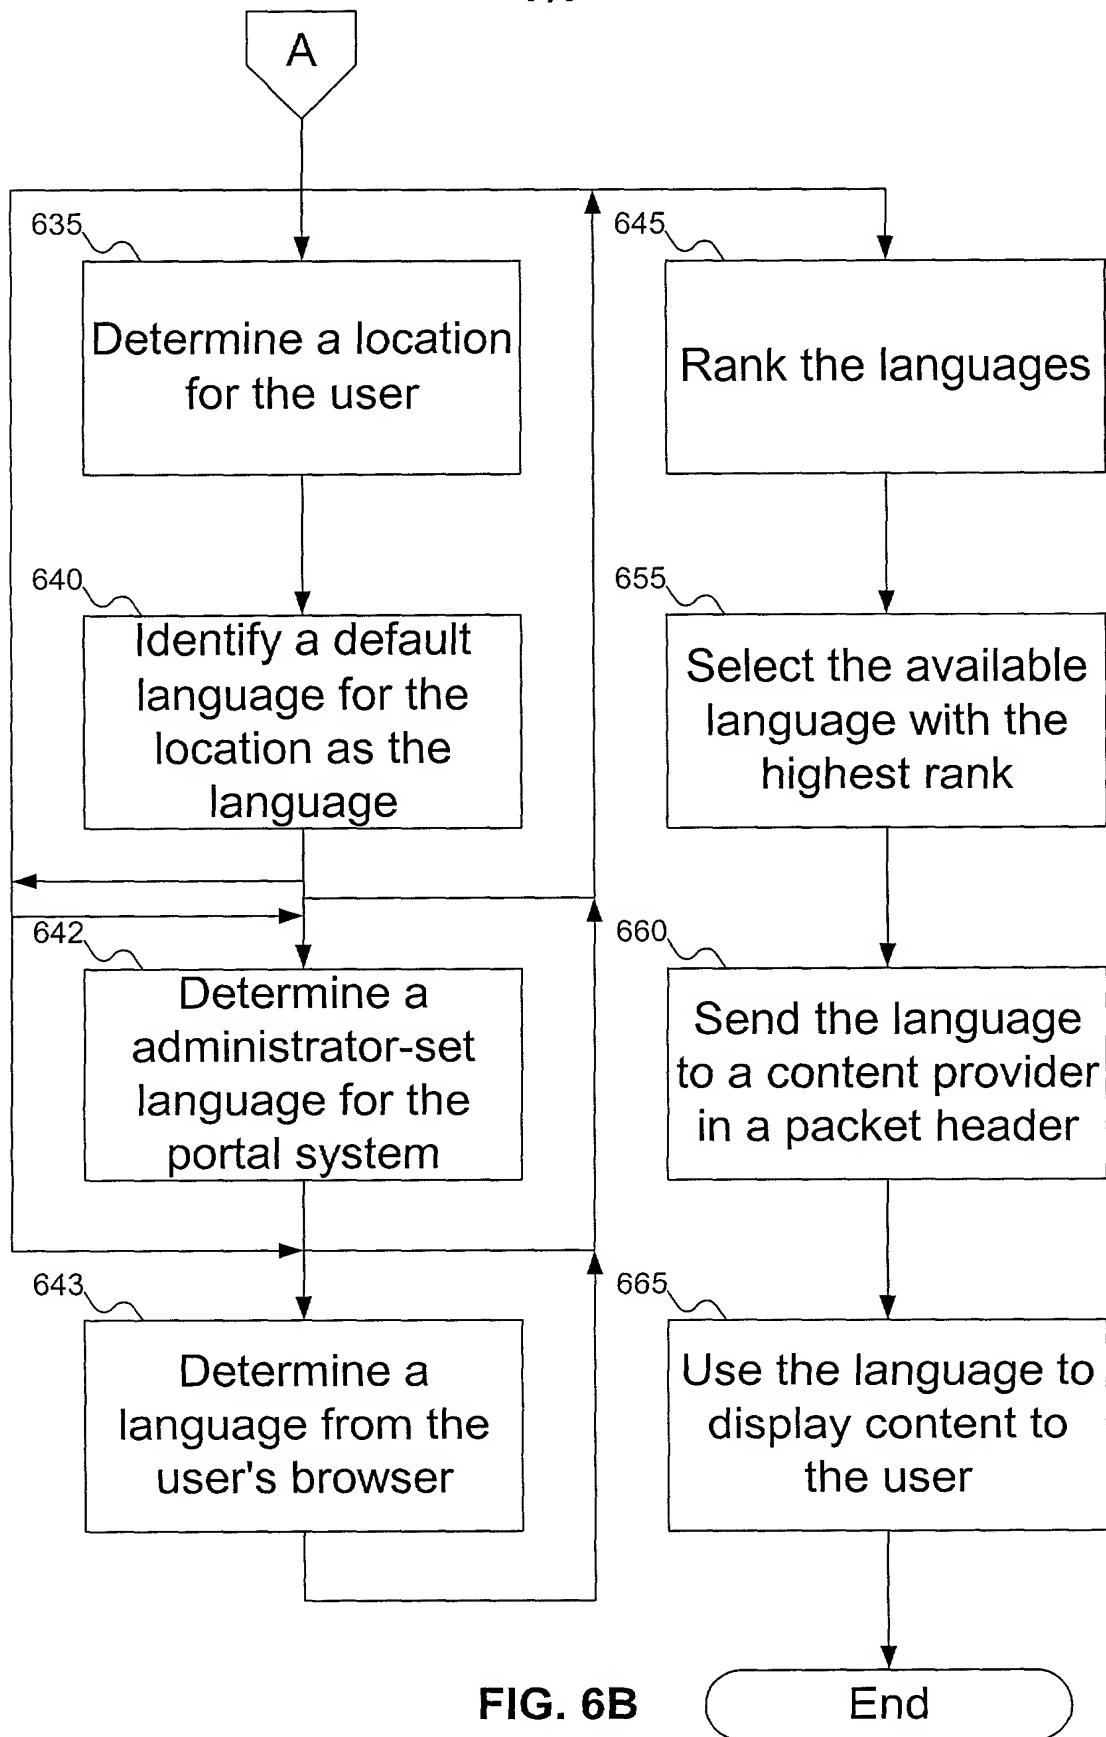 A
635
Determine a location
for the user
640
Identify a default
language for the
location as the
language
642
Determine a
administrator-set
language for the
portal system
643
Determine a
language from the
user's browser
645
Rank the languages
655
Select the available
language with the
highest rank
660
Send the language
to a content provider
in a packet header
665
Use the language to
display content to
the user
End
FIG. 6B